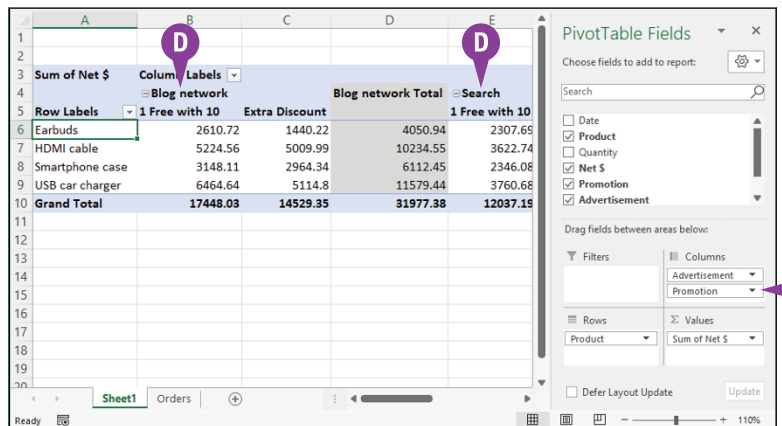 A B C D E
D D
1
2
3 Sum of Net $ Column Labels
4 Blog network Blog network Total Search
5 Row Labels 1 Free with 10 Extra Discount 1 Free with 10
6 Earbuds 2610.72 1440.22 4050.94 2307.69
7 HDMI cable 5224.56 5009.99 10234.55 3622.74
8 Smartphone case 3148.11 2964.34 6112.45 2346.08
9 USB car charger 6464.64 5114.8 11579.44 3760.68
10 Grand Total 17448.03 14529.35 31977.38 12037.19
11
12
13
14
15
16
17
18
19
20
Sheet1 Orders
Ready
110%
PivotTable Fields
Choose fields to add to report:
Search
Date
Product
Quantity
Net $
Promotion
Advertisement
Drag fields between areas below:
Filters
Columns
Advertisement
Promotion
Rows
Product
Σ Values
Sum of Net $
Defer Layout Update Update